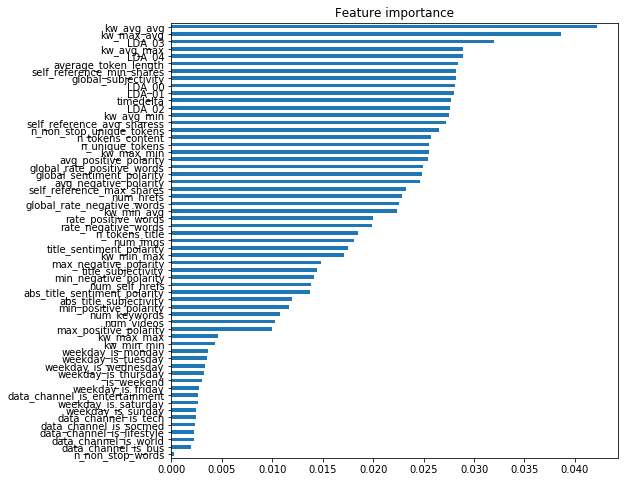 Feature importance
kw_avg_avg
kw_max_avg
LDA_03
kw_avg_max
LDA_04
average_token_length
self_reference_min_shares
global_subjectivity
LDA_00
LDA_01
timedelta
LDA_02
kw_avg_min
self_reference_avg_sharess
n_non_stop_unique_tokens
n_tokens_content
n_unique_tokens
kw_max_min
avg_positive_polarity
global_rate_positive_words
global_sentiment_polarity
avg_negative_polarity
self_reference_max_shares
num_hrefs
global_rate_negative_words
kw_min_avg
rate_positive_words
rate_negative_words
n_tokens_title
num_imgs
title_sentiment_polarity
kw_min_max
max_negative_polarity
title_subjectivity
min_negative_polarity
num_self_hrefs
abs_title_sentiment_polarity
abs_title_subjectivity
min_positive_polarity
num_keywords
num_videos
max_positive_polarity
kw_max_max
kw_min_min
weekday_is_monday
weekday_is_tuesday
weekday_is_wednesday
weekday_is_thursday
is_weekend
weekday_is_friday
data_channel_is_entertainment
weekday_is_saturday
weekday_is_sunday
data_channel_is_tech
data_channel_is_socmed
data_channel_is_lifestyle
data_channel_is_world
data_channel_is_bus
n_non_stop_words
0.000 0.005 0.010 0.015 0.020 0.025 0.030 0.035 0.040